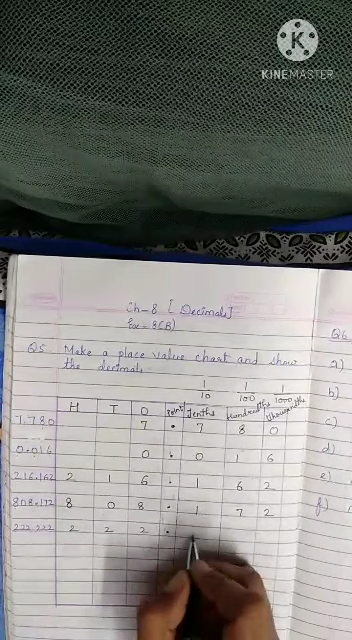 K
KINEMASTER
Ch-8 [Decimals]
Ex-8(B)
Q5 Make a place value chart and show
the decimals.
1/10 1/100 1/1000
H T O Point Tenths Hundredths Thousandths
7.780 7 . 7 8 0
0.016 0 . 0 1 6
216.162 2 1 6 . 1 6 2
808.172 8 0 8 . 1 7 2
222.222 2 2 2 .
Q6
a)
b)
c)
d)
e)
f)